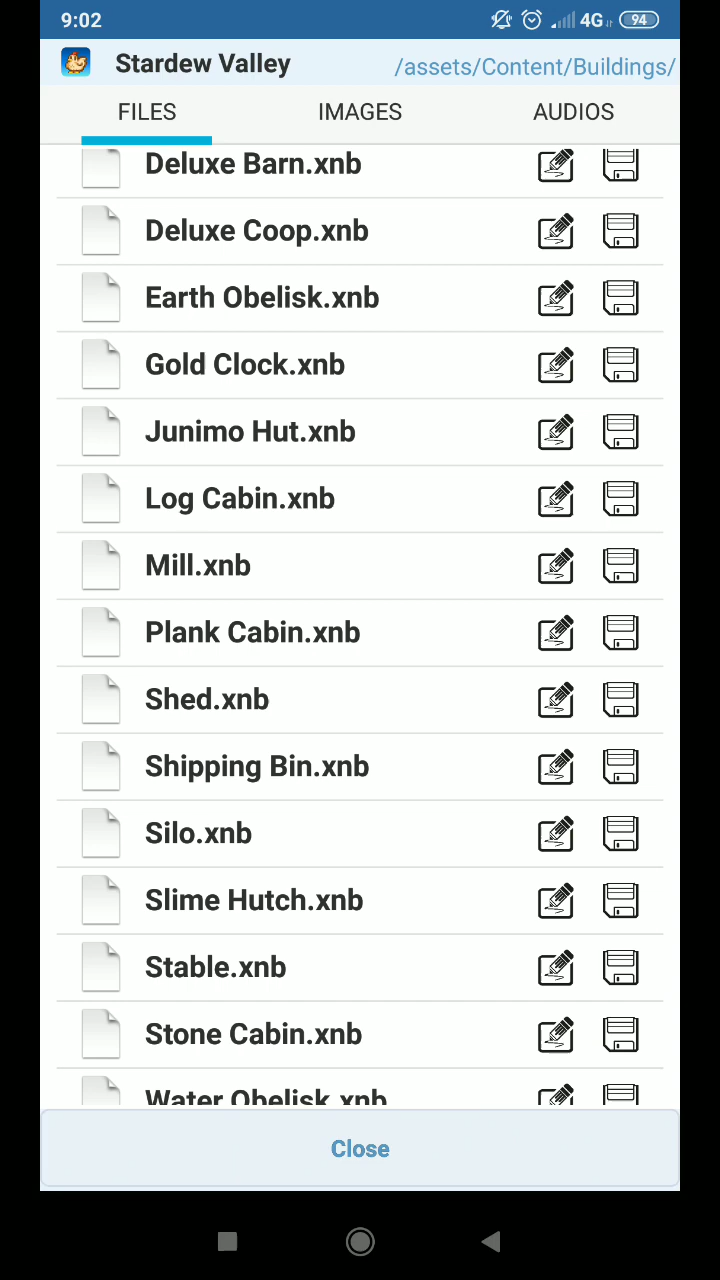 9:02
4G
94
Stardew Valley
/assets/Content/Buildings/
FILES
IMAGES
AUDIOS
Deluxe Barn.xnb
Deluxe Coop.xnb
Earth Obelisk.xnb
Gold Clock.xnb
Junimo Hut.xnb
Log Cabin.xnb
Mill.xnb
Plank Cabin.xnb
Shed.xnb
Shipping Bin.xnb
Silo.xnb
Slime Hutch.xnb
Stable.xnb
Stone Cabin.xnb
Water Obelisk.xnb
Close